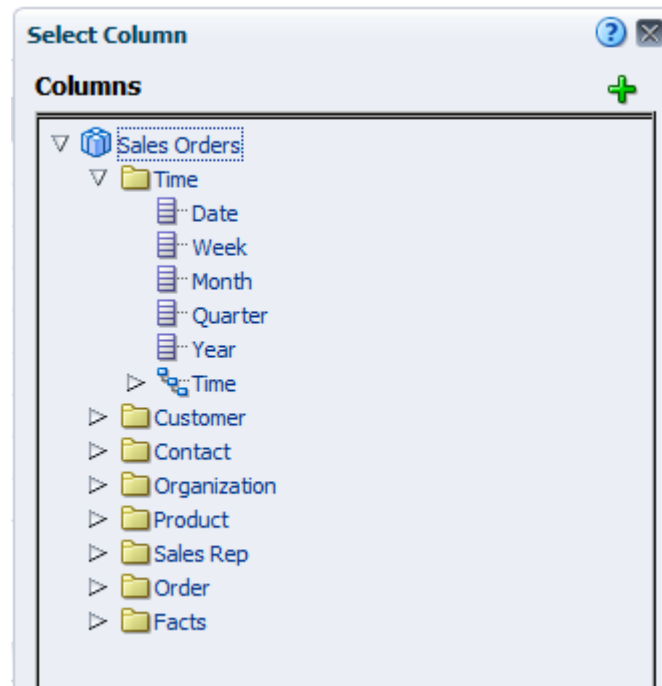 Select Column
Columns
Sales Orders
Time
Date
Week
Month
Quarter
Year
Time
Customer
Contact
Organization
Product
Sales Rep
Order
Facts